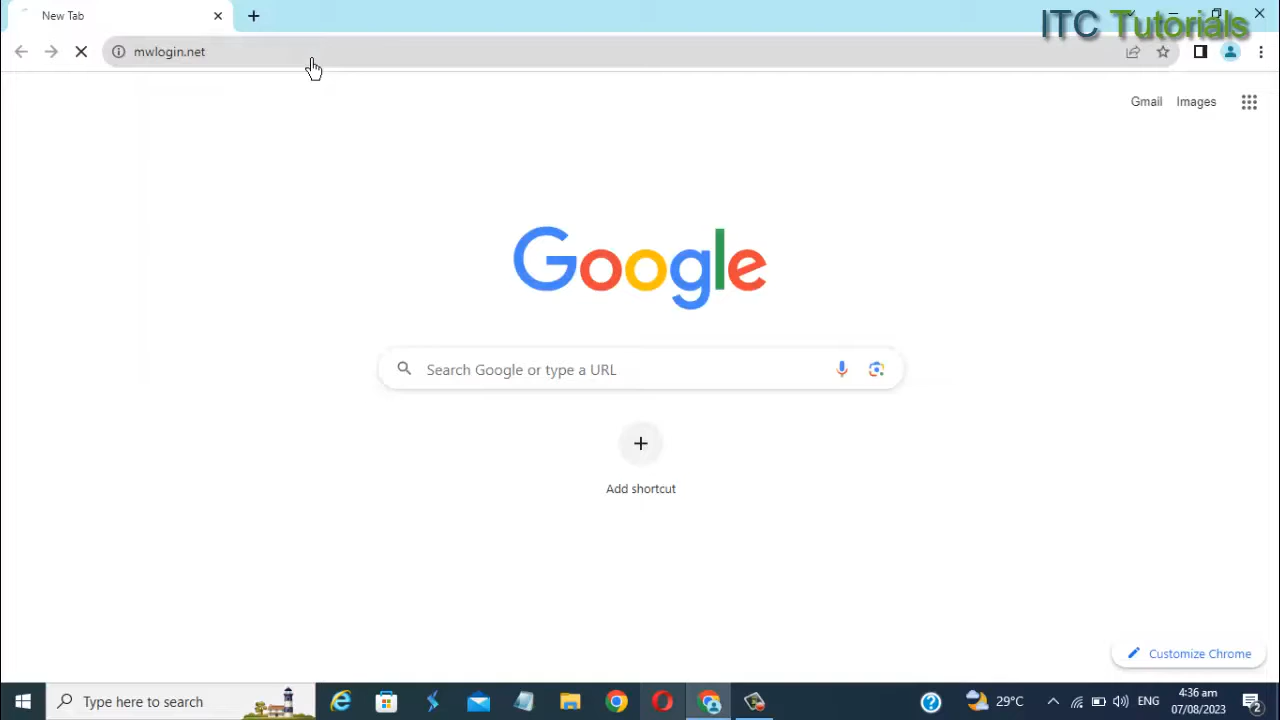 New Tab
ITC Tutorials
mwlogin.net
Gmail Images
Google
Search Google or type a URL
Add shortcut
Customize Chrome
Type here to search
29°C
ENG
4:36 am
07/08/2023
2